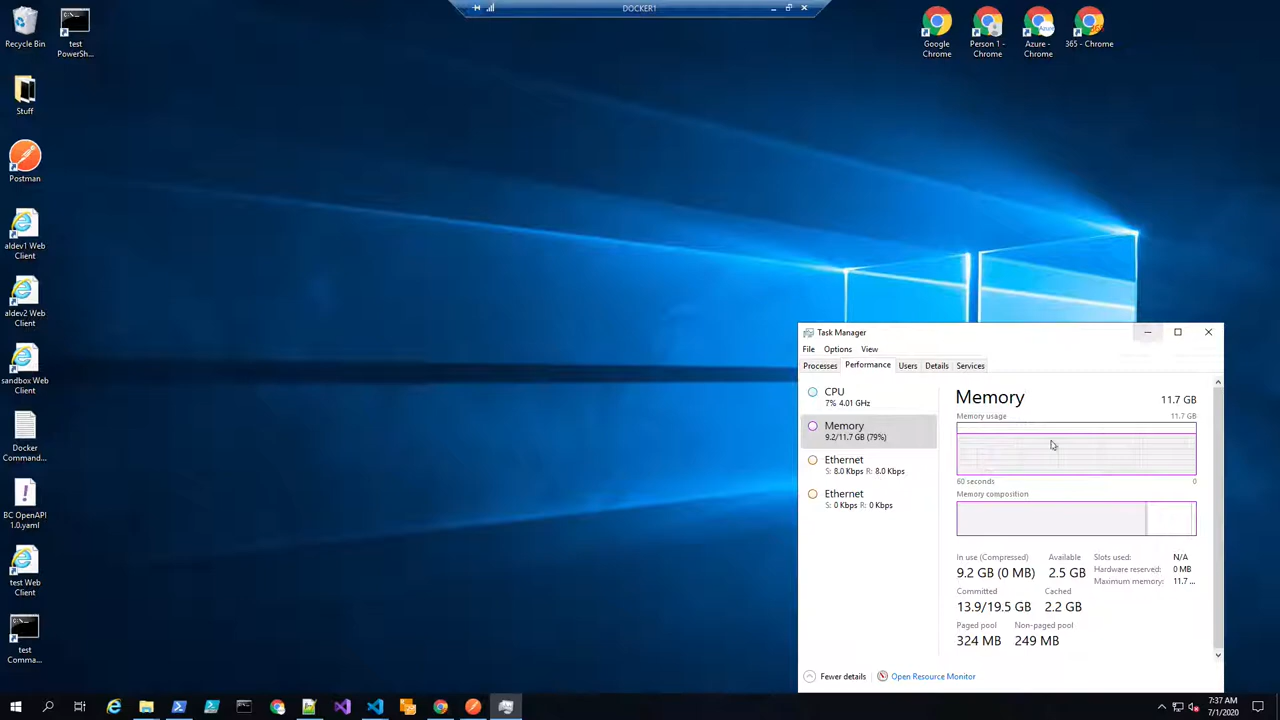 DOCKER1
Recycle Bin
test
PowerSh...
Google
Chrome
Person 1 -
Chrome
Azure -
Chrome
365 - Chrome
Stuff
Postman
aldev1 Web
Client
aldev2 Web
Client
sandbox Web
Client
Docker
Command...
BC OpenAPI
1.0.yaml
test Web
Client
test
Comma...
Task Manager
File Options View
Processes Performance Users Details Services
CPU
7% 4.01 GHz
Memory
9.2/11.7 GB (79%)
Ethernet
S: 8.0 Kbps R: 8.0 Kbps
Ethernet
S: 0 Kbps R: 0 Kbps
Memory 11.7 GB
Memory usage 11.7 GB
60 seconds 0
Memory composition
In use (Compressed) Available Slots used: N/A
9.2 GB (0 MB) 2.5 GB Hardware reserved: 0 MB
Maximum memory: 11.7 ...
Committed Cached
13.9/19.5 GB 2.2 GB
Paged pool Non-paged pool
324 MB 249 MB
Fewer details Open Resource Monitor
7:37 AM
7/1/2020